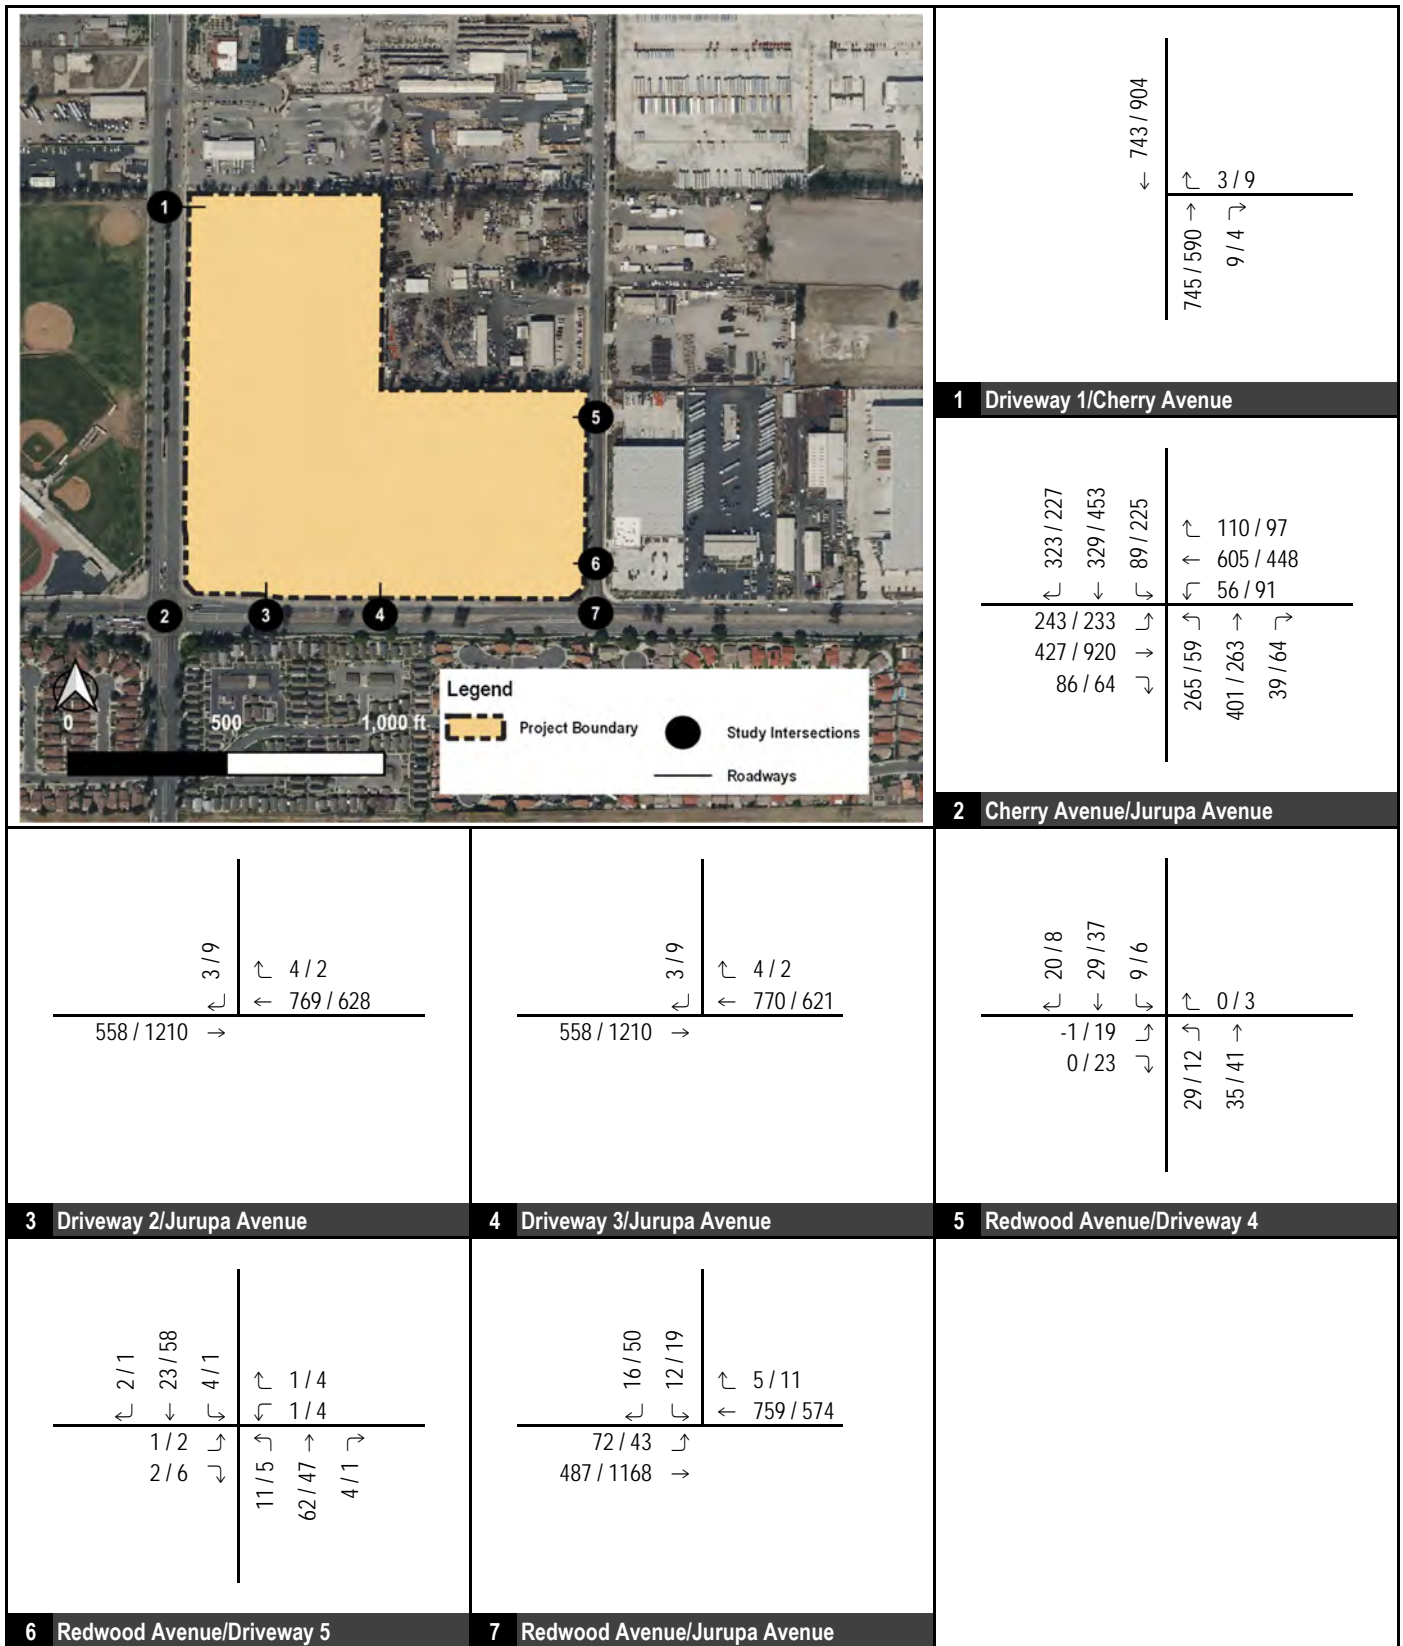 1
2
3
4
5
6
7
0 500 1,000 ft
Legend
Project Boundary
Study Intersections
Roadways
← 743 / 904
↑ 3 / 9
745 / 590 →
9 / 4
1 Driveway 1/Cherry Avenue
323 / 227
329 / 453
89 / 225
110 / 97
← 605 / 448
56 / 91
243 / 233
427 / 920 →
86 / 64
265 / 59
401 / 263
39 / 64
2 Cherry Avenue/Jurupa Avenue
3 / 9
4 / 2
← 769 / 628
558 / 1210 →
3 Driveway 2/Jurupa Avenue
3 / 9
4 / 2
← 770 / 621
558 / 1210 →
4 Driveway 3/Jurupa Avenue
20 / 8
29 / 37
9 / 6
0 / 3
-1 / 19
0 / 23
29 / 12
35 / 41
5 Redwood Avenue/Driveway 4
2 / 1
23 / 58
4 / 1
1 / 4
1 / 4
1 / 2
2 / 6
11 / 5
62 / 47
4 / 1
6 Redwood Avenue/Driveway 5
16 / 50
12 / 19
5 / 11
← 759 / 574
72 / 43
487 / 1168 →
7 Redwood Avenue/Jurupa Avenue